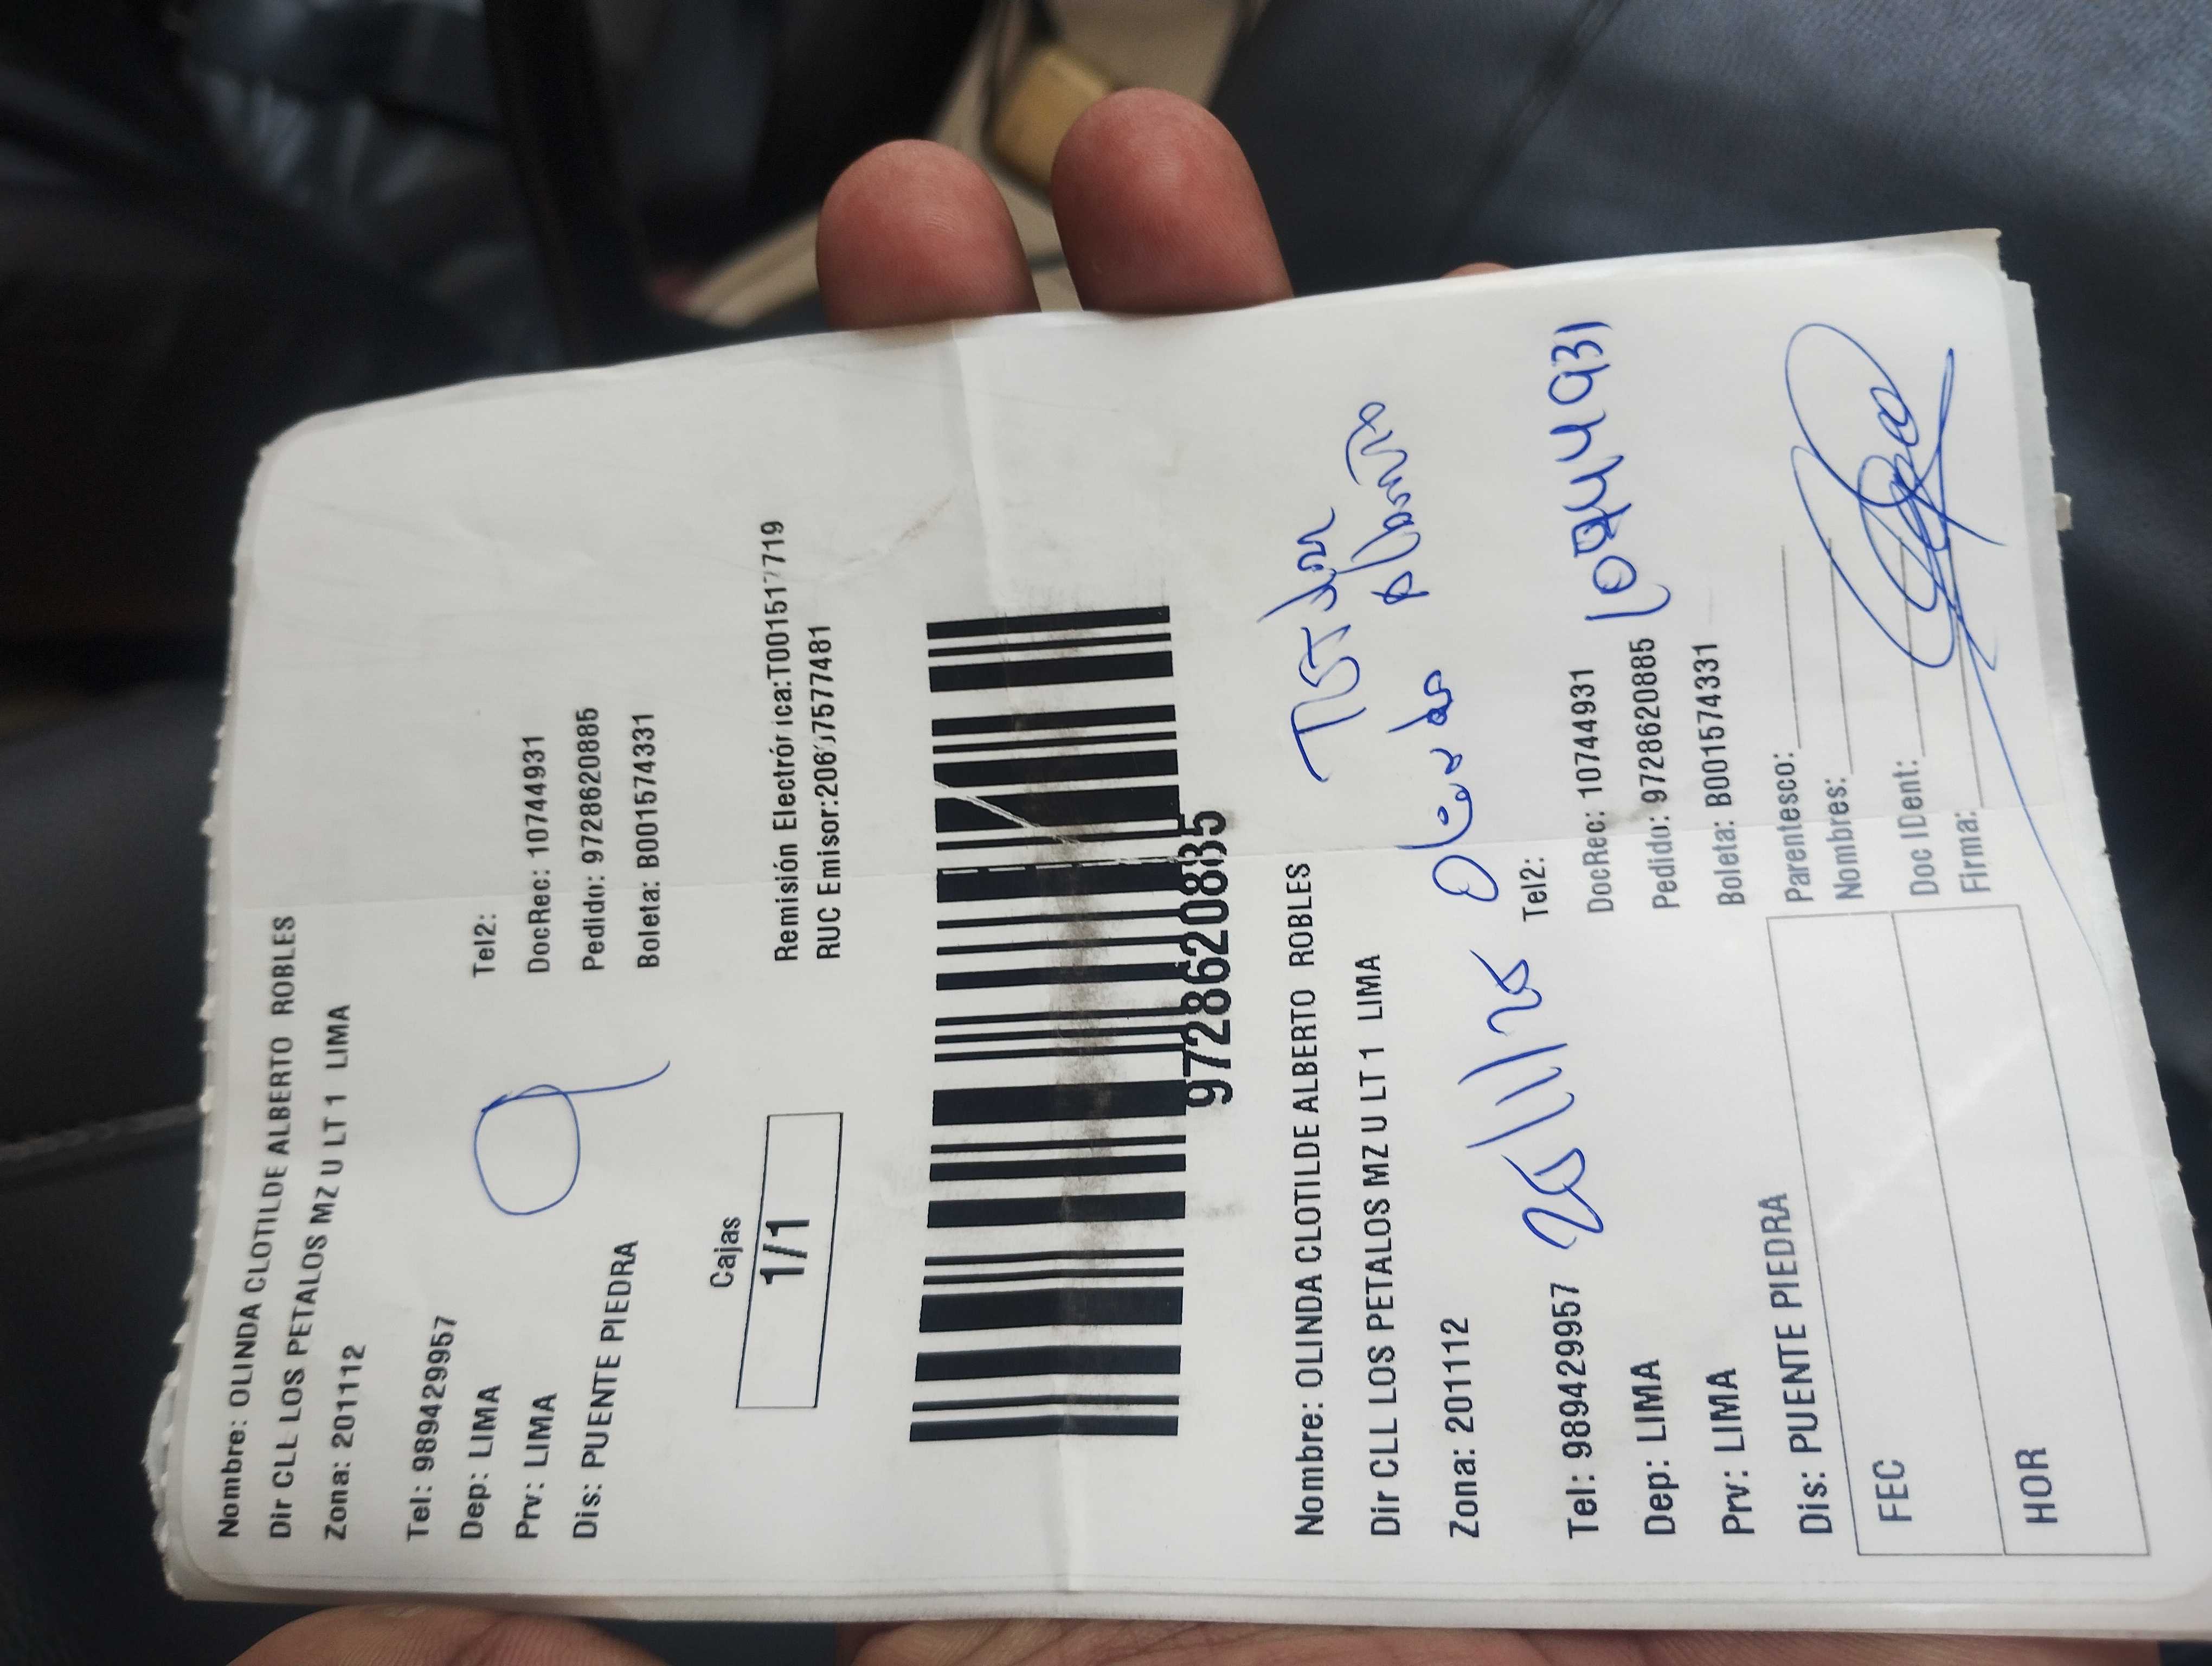 Nombre: OLINDA CLOTILDE ALBERTO ROBLES
Dir CLL LOS PETALOS MZ U LT 1 LIMA
Zona: 201112
Tel: 989429957 Tel2:
Dep: LIMA DocRec: 10744931
Prv: LIMA Pedido: 9728620885
Dis: PUENTE PIEDRA Boleta: B001574331
Cajas
1/1
Remisión Electrónica:T001517719
RUC Emisor:20607577481
9728620885
Nombre: OLINDA CLOTILDE ALBERTO ROBLES
Dir CLL LOS PETALOS MZ U LT 1 LIMA
Zona: 201112
Olinda Alberto
Tel: 989429957 Tel2:
10744931
Dep: LIMA DocRec: 10744931
Prv: LIMA Pedido: 9728620885
Dis: PUENTE PIEDRA Boleta: B001574331
FEC
HOR
Parentesco:
Nombres:
Doc IDent:
Firma: